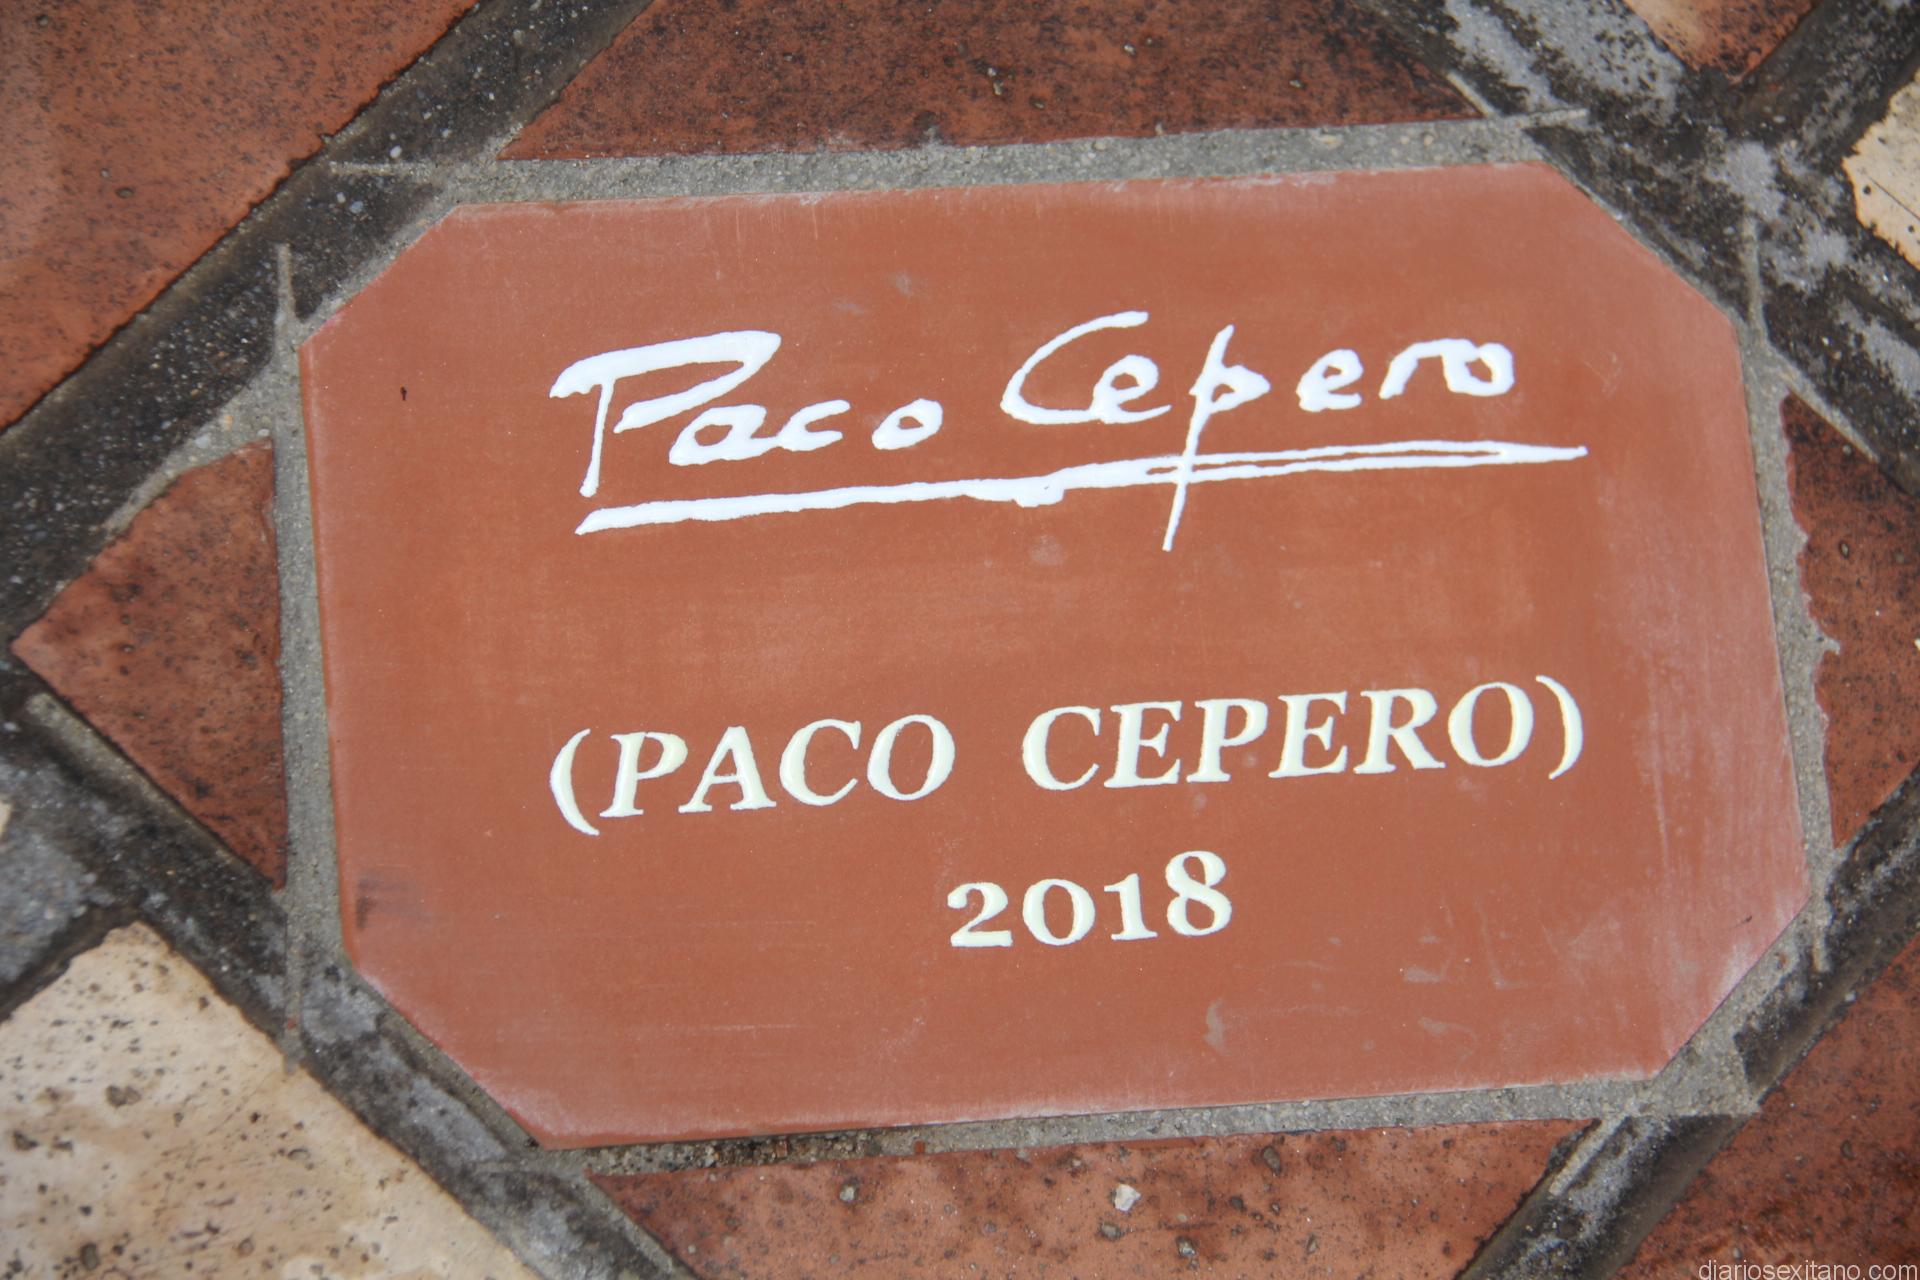 Paco Cepero
(PACO CEPERO)
2018
diariosexitano.com